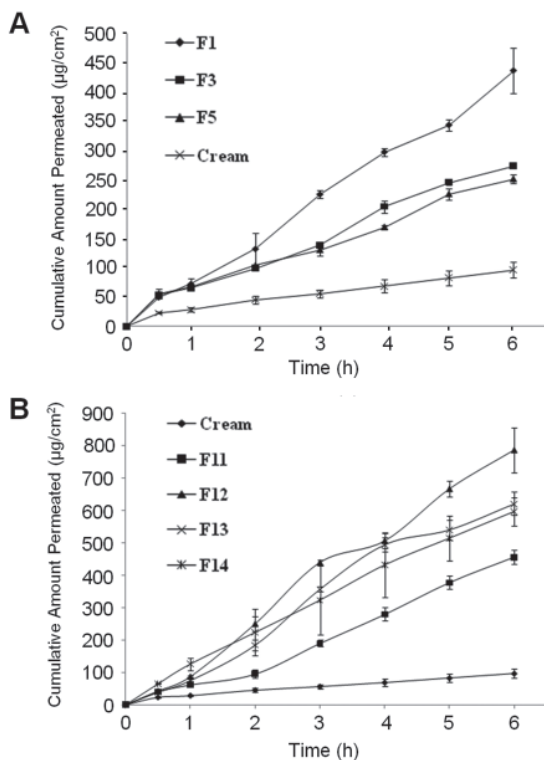 A
Cumulative Amount Permeated (µg/cm²)
500
450
400
350
300
250
200
150
100
50
0
F1
F3
F5
Cream
0 1 2 3 4 5 6
Time (h)
B
Cumulative Amount Permeated (µg/cm²)
900
800
700
600
500
400
300
200
100
0
Cream
F11
F12
F13
F14
0 1 2 3 4 5 6
Time (h)